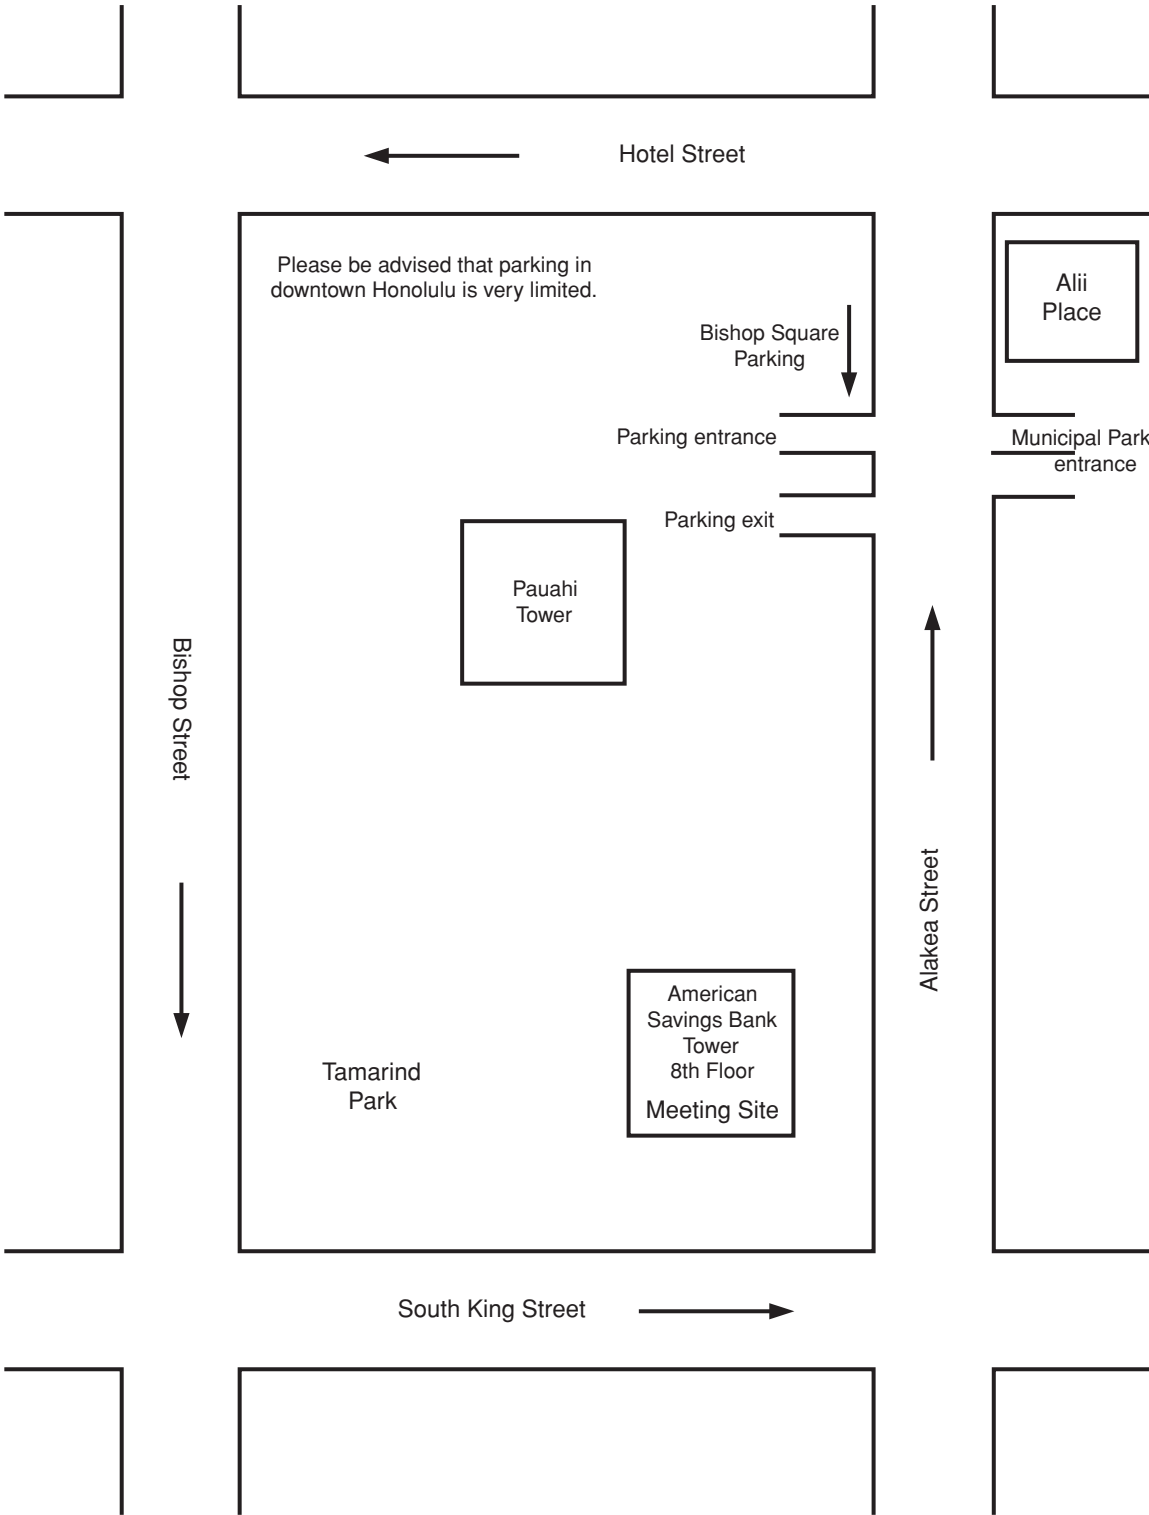 Hotel Street
Please be advised that parking in
downtown Honolulu is very limited.
Alii
Place
Bishop Square
Parking
Parking entrance
Municipal Park
entrance
Parking exit
Pauahi
Tower
Bishop Street
Alakea Street
American
Savings Bank
Tower
8th Floor
Meeting Site
Tamarind
Park
South King Street